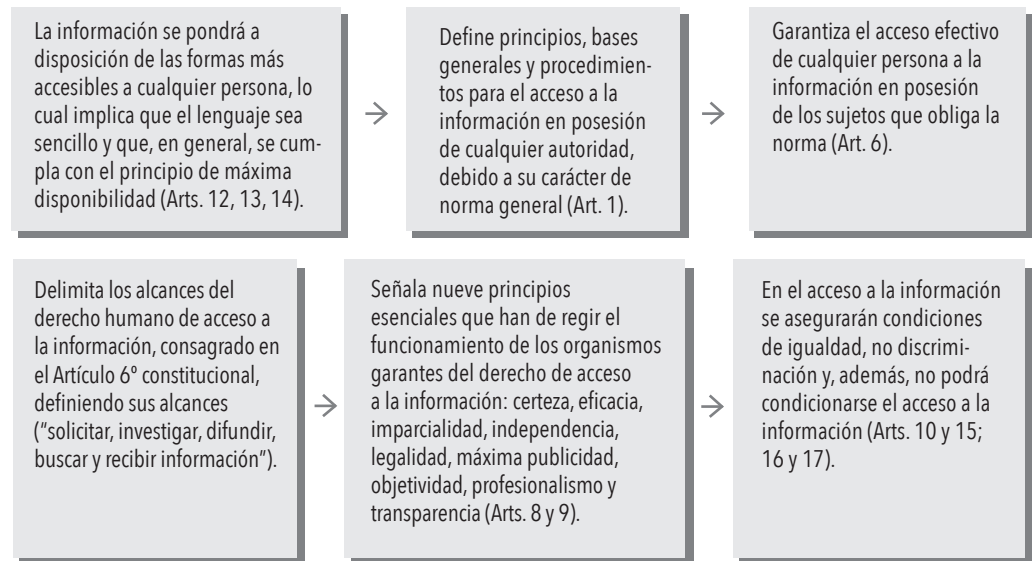 La información se pondrá a
disposición de las formas más
accesibles a cualquier persona, lo
cual implica que el lenguaje sea
sencillo y que, en general, se cum-
pla con el principio de máxima
disponibilidad (Arts. 12, 13, 14).
Define principios, bases
generales y procedimien-
tos para el acceso a la
información en posesión
de cualquier autoridad,
debido a su carácter de
norma general (Art. 1).
Garantiza el acceso efectivo
de cualquier persona a la
información en posesión
de los sujetos que obliga la
norma (Art. 6).
Delimita los alcances del
derecho humano de acceso a
la información, consagrado en
el Artículo 6º constitucional,
definiendo sus alcances
("solicitar, investigar, difundir,
buscar y recibir información").
Señala nueve principios
esenciales que han de regir el
funcionamiento de los organismos
garantes del derecho de acceso
a la información: certeza, eficacia,
imparcialidad, independencia,
legalidad, máxima publicidad,
objetividad, profesionalismo y
transparencia (Arts. 8 y 9).
En el acceso a la información
se asegurarán condiciones
de igualdad, no discrimi-
nación y, además, no podrá
condicionarse el acceso a la
información (Arts. 10 y 15;
16 y 17).